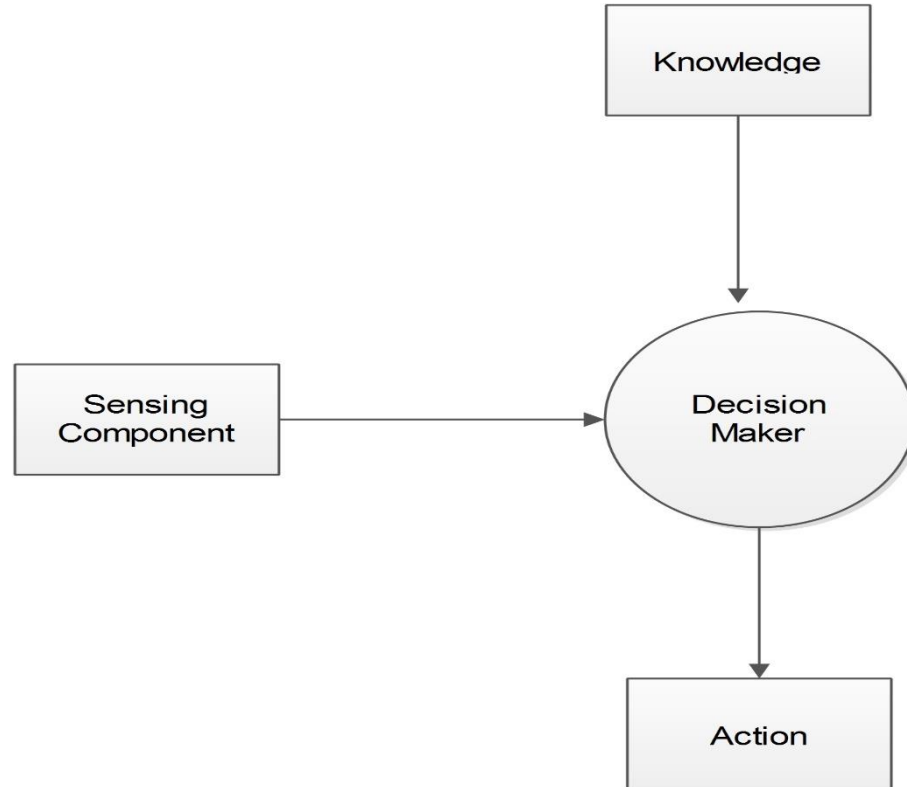 Knowledge
Sensing
Component
Decision
Maker
Action